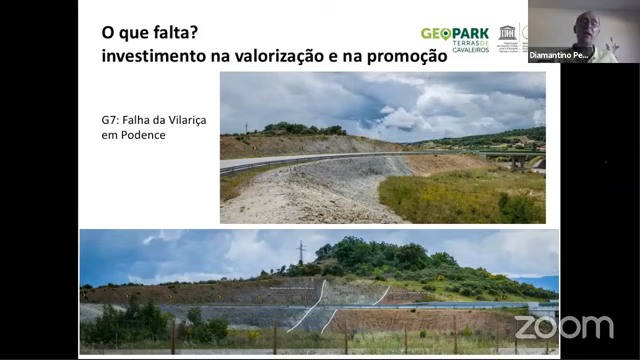 O que falta?
investimento na valorização e na promoção
GEOPARK
TERRAS DE
CAVALEIROS
Diamantino Pe...
G7: Falha da Vilariça
em Podence
zoom